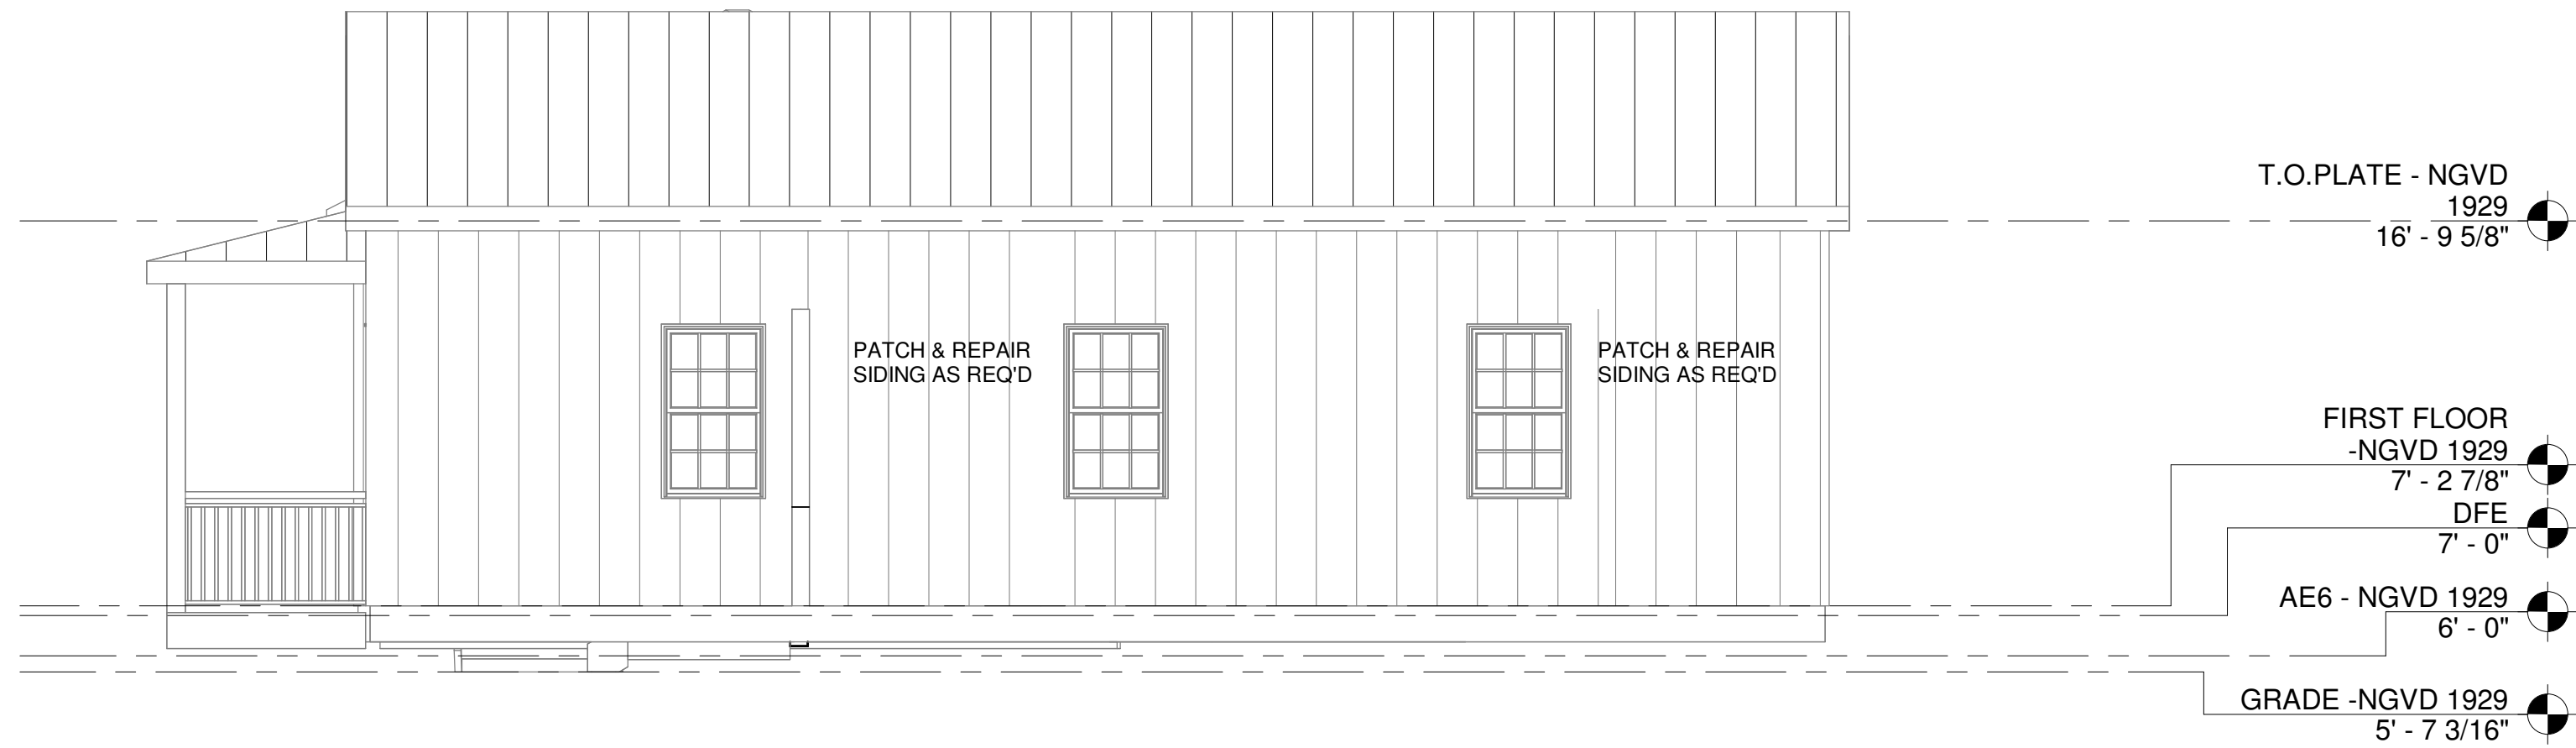 T.O.PLATE - NGVD
1929
16' - 9 5/8"
PATCH & REPAIR
SIDING AS REQ'D
PATCH & REPAIR
SIDING AS REQ'D
FIRST FLOOR
-NGVD 1929
7' - 2 7/8"
DFE
7' - 0"
AE6 - NGVD 1929
6' - 0"
GRADE -NGVD 1929
5' - 7 3/16"